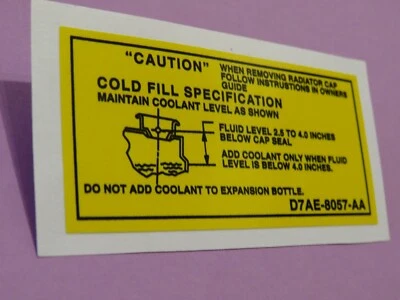 "CAUTION" WHEN REMOVING RADIATOR CAP
FOLLOW INSTRUSTIONS IN OWNERS
GUIDE
COLD FILL SPECIFICATION
MAINTAIN COOLANT LEVEL AS SHOWN
FLUID LEVEL 2.5 TO 4.0 INCHES
BELOW CAP SEAL
ADD COOLANT ONLY WHEN FLUID
LEVEL IS BELOW 4.0 INCHES.
DO NOT ADD COOLANT TO EXPANSION BOTTLE.
D7AE-8057-AA